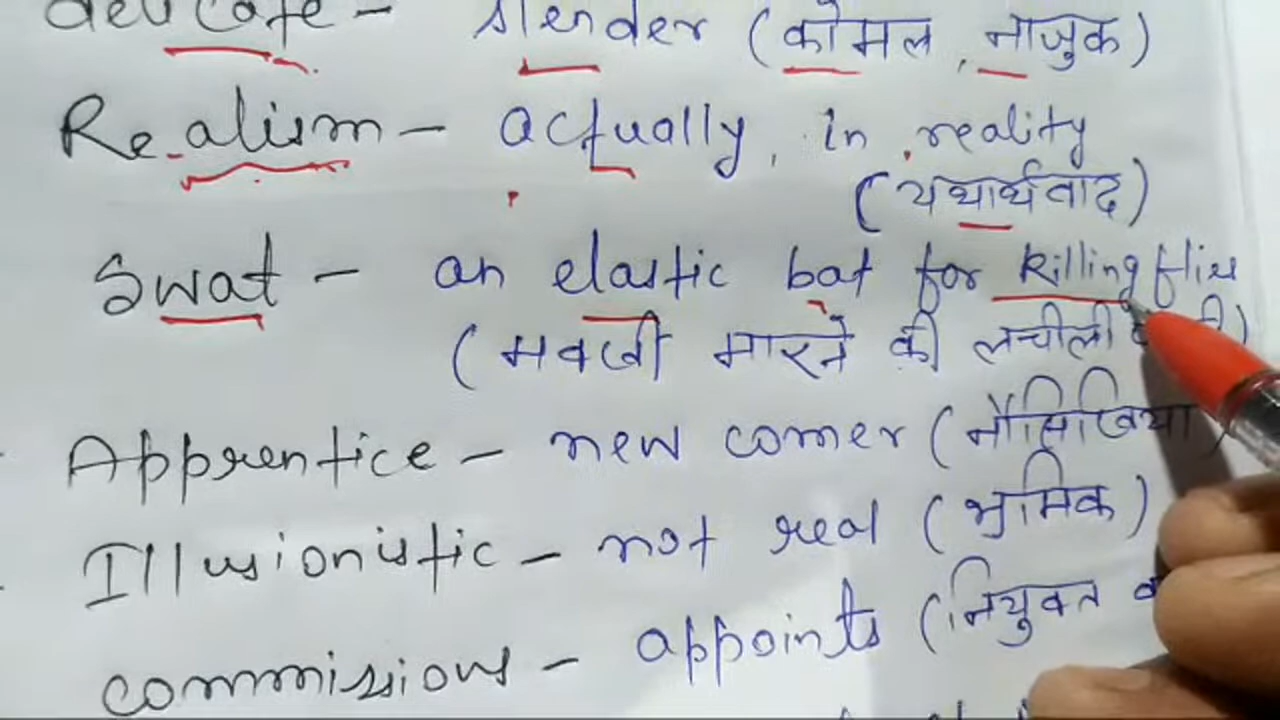 delicate - slender (कोमल, नाजुक)
Realism - actually, in reality
(यथार्थवाद)
Swat - an elastic bat for killing flies
(मक्खी मारने की लचीली
Apprentice - new comer (नौसिखिया)
Illusionistic - not real (भ्रमिक)
commissions - appoints (नियुक्त